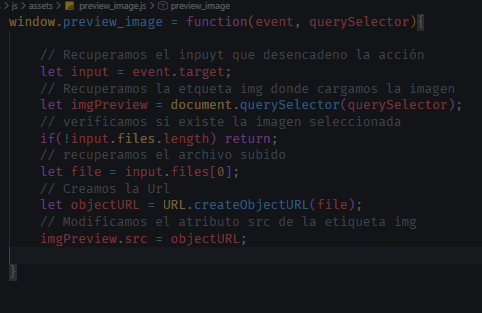 js > assets > preview_image.js > preview_image
window.preview_image = function(event, querySelector){
// Recuperamos el inpuyt que desencadeno la acción
let input = event.target;
// Recuperamos la etqueta img donde cargamos la imagen
let imgPreview = document.querySelector(querySelector);
// verificamos si existe la imagen seleccionada
if(!input.files.length) return;
// recuperamos el archivo subido
let file = input.files[0];
// Creamos la Url
let objectURL = URL.createObjectURL(file);
// Modificamos el atributo src de la etiqueta img
imgPreview.src = objectURL;
}